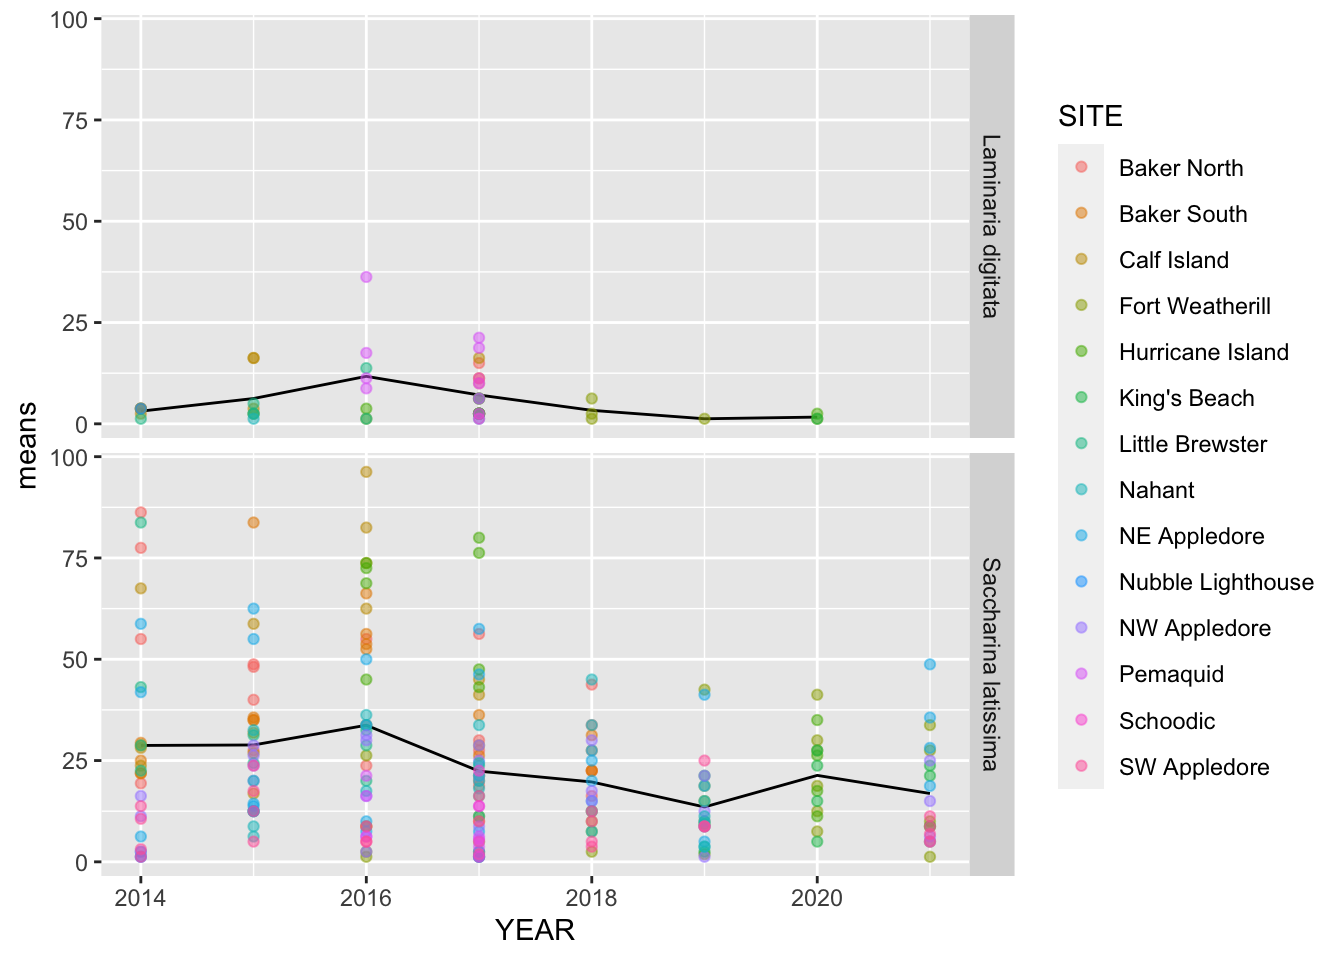 100
75
50
25
0
Laminaria digitata
means
100
75
50
25
0
Saccharina latissima
2014
2016
2018
2020
YEAR
SITE
Baker North
Baker South
Calf Island
Fort Weatherill
Hurricane Island
King's Beach
Little Brewster
Nahant
NE Appledore
Nubble Lighthouse
NW Appledore
Pemaquid
Schoodic
SW Appledore